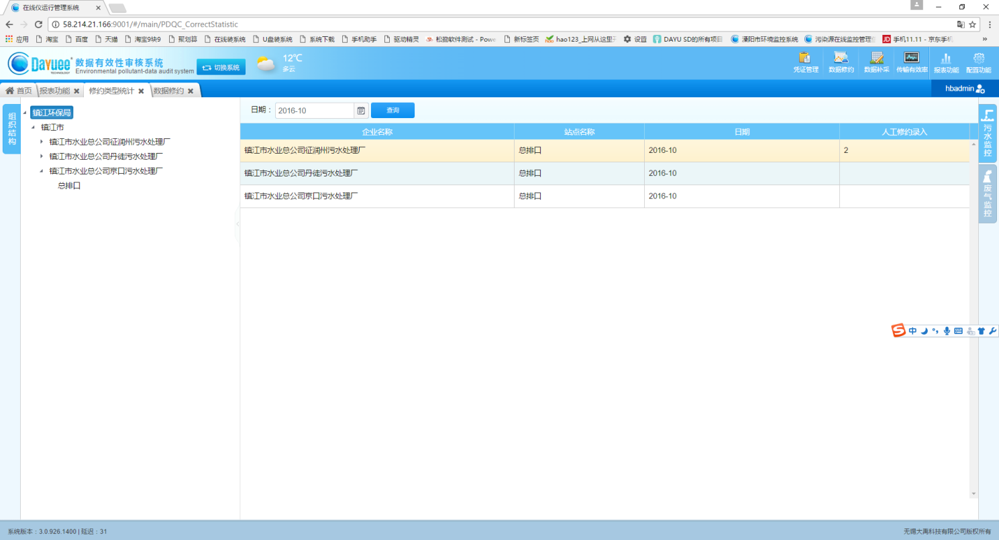 在线仪运行管理系统
58.214.21.166:9001/#/main/PDQC_CorrectStatistic
应用 淘宝 百度 天猫 淘宝9块9 聚划算 在线装系统 U盘装系统 系统下载 手机助手 驱动精灵 松勤软件测试 - Powe 新标签页 hao123_上网从这里 设置 DAYU SD的所有项目 溧阳市环境监控系统 污染源在线监控管理 手机11.11 - 京东手机 »
Dayuee 数据有效性审核系统
TECHNOLOGY Environmental pollutant-data audit system
切换系统
12℃
多云
凭证管理 数据修约 数据补采 传输有效率 报表功能 配置功能
首页 报表功能 修约类型统计 数据修约
hbadmin
组织结构
镇江环保局
镇江市
镇江市水业总公司征润州污水处理厂
镇江市水业总公司丹徒污水处理厂
镇江市水业总公司京口污水处理厂
总排口
日期： 2016-10 查询
企业名称 站点名称 日期 人工修约录入
镇江市水业总公司征润州污水处理厂 总排口 2016-10 2
镇江市水业总公司丹徒污水处理厂 总排口 2016-10
镇江市水业总公司京口污水处理厂 总排口 2016-10
污水监控
废气监控
中
系统版本：3.0.926.1400 | 延迟：31
无锡大禹科技有限公司版权所有